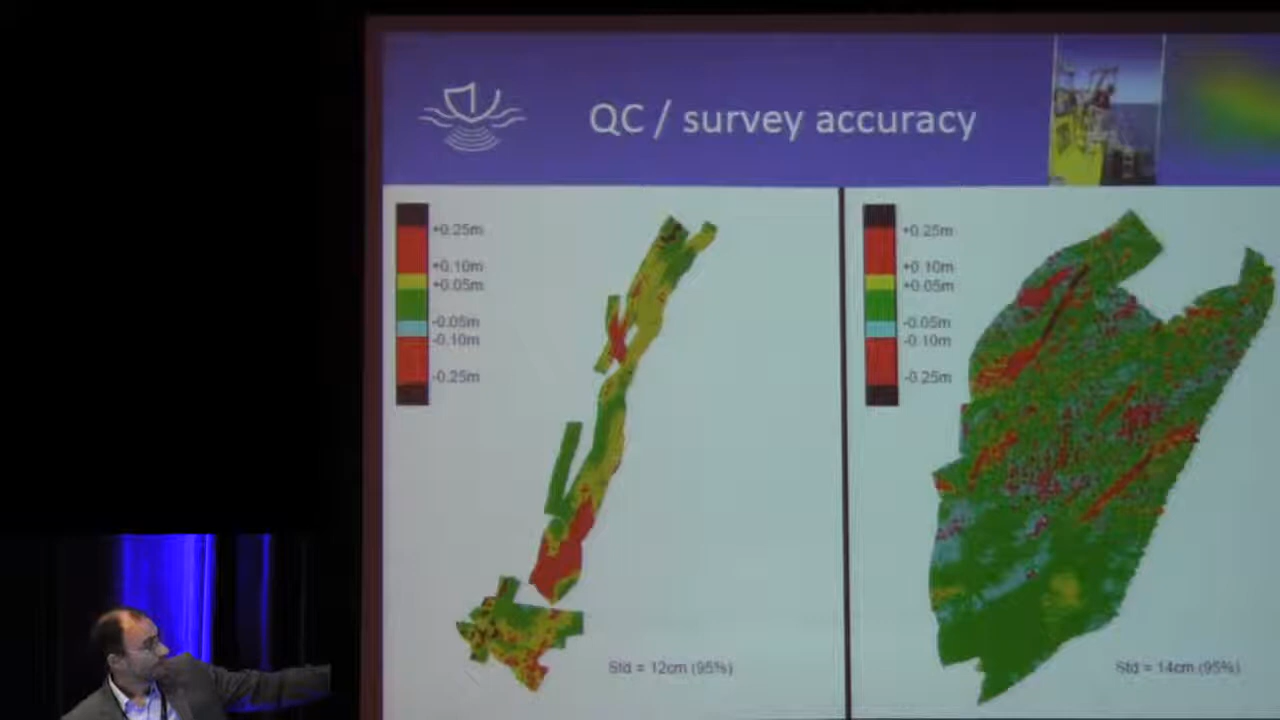 QC / survey accuracy
+0.25m
+0.10m
+0.05m
-0.05m
-0.10m
-0.25m
Std = 12cm (95%)
+0.25m
+0.10m
+0.05m
-0.05m
-0.10m
-0.25m
Std = 14cm (95%)